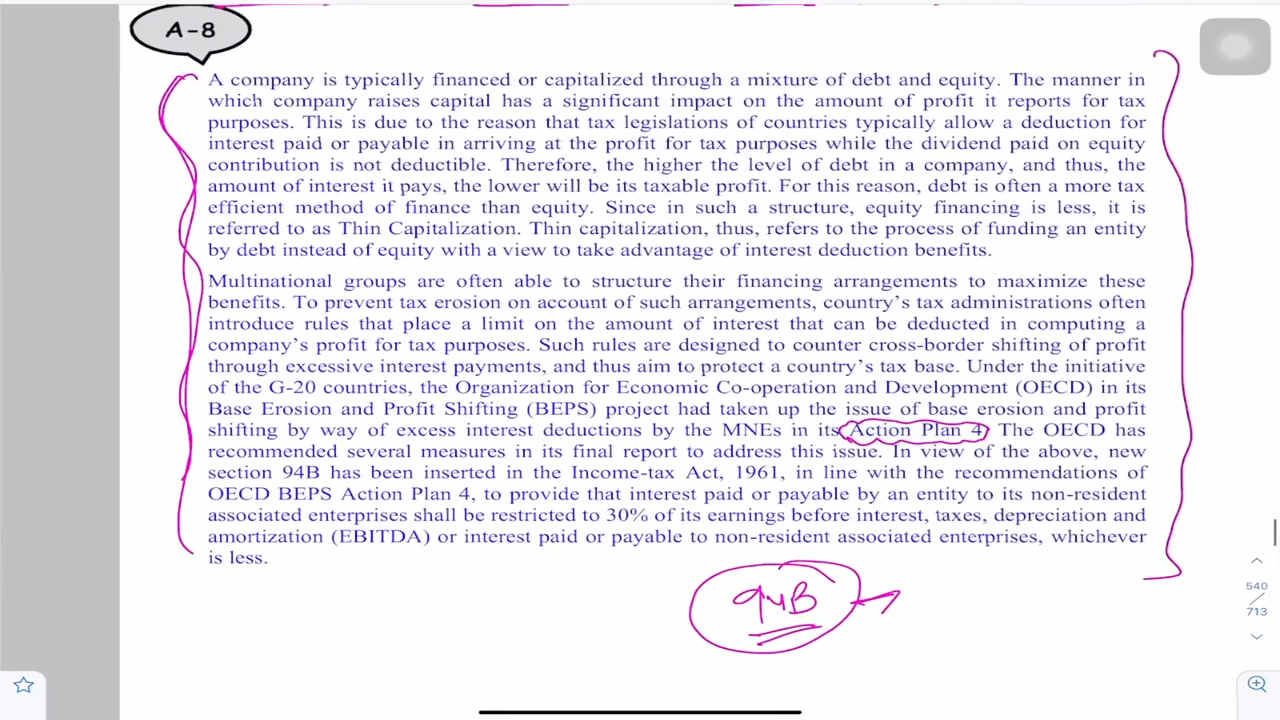 A-8
A company is typically financed or capitalized through a mixture of debt and equity. The manner in
which company raises capital has a significant impact on the amount of profit it reports for tax
purposes. This is due to the reason that tax legislations of countries typically allow a deduction for
interest paid or payable in arriving at the profit for tax purposes while the dividend paid on equity
contribution is not deductible. Therefore, the higher the level of debt in a company, and thus, the
amount of interest it pays, the lower will be its taxable profit. For this reason, debt is often a more tax
efficient method of finance than equity. Since in such a structure, equity financing is less, it is
referred to as Thin Capitalization. Thin capitalization, thus, refers to the process of funding an entity
by debt instead of equity with a view to take advantage of interest deduction benefits.
Multinational groups are often able to structure their financing arrangements to maximize these
benefits. To prevent tax erosion on account of such arrangements, country's tax administrations often
introduce rules that place a limit on the amount of interest that can be deducted in computing a
company's profit for tax purposes. Such rules are designed to counter cross-border shifting of profit
through excessive interest payments, and thus aim to protect a country's tax base. Under the initiative
of the G-20 countries, the Organization for Economic Co-operation and Development (OECD) in its
Base Erosion and Profit Shifting (BEPS) project had taken up the issue of base erosion and profit
shifting by way of excess interest deductions by the MNEs in its Action Plan 4. The OECD has
recommended several measures in its final report to address this issue. In view of the above, new
section 94B has been inserted in the Income-tax Act, 1961, in line with the recommendations of
OECD BEPS Action Plan 4, to provide that interest paid or payable by an entity to its non-resident
associated enterprises shall be restricted to 30% of its earnings before interest, taxes, depreciation and
amortization (EBITDA) or interest paid or payable to non-resident associated enterprises, whichever
is less.
94B
540
713